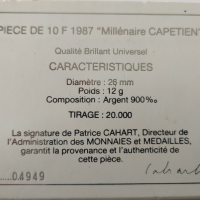 PIECE DE 10 F 1987 "Millénaire CAPETIEN"
Qualité Brillant Universel
CARACTERISTIQUES
Diamètre : 26 mm
Poids : 12 g
Composition : Argent 900‰
TIRAGE : 20.000
La signature de Patrice CAHART, Directeur de
l'Administration des MONNAIES et MEDAILLES,
garantit la provenance et l'authenticité de
cette pièce.
04949
Cahart